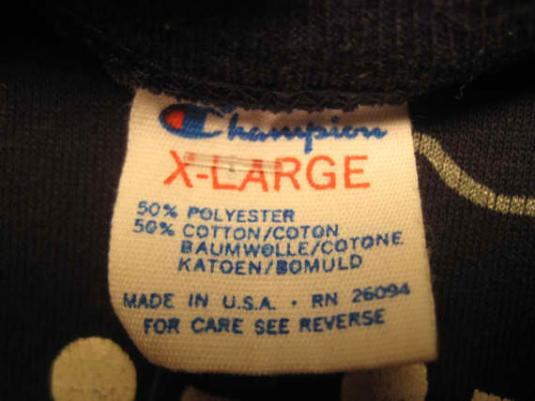 Champion
X-LARGE
50% POLYESTER
50% COTTON/COTON
BAUMWOLLE/COTONE
KATOEN/BOMULD
MADE IN U.S.A. · RN 26094
FOR CARE SEE REVERSE